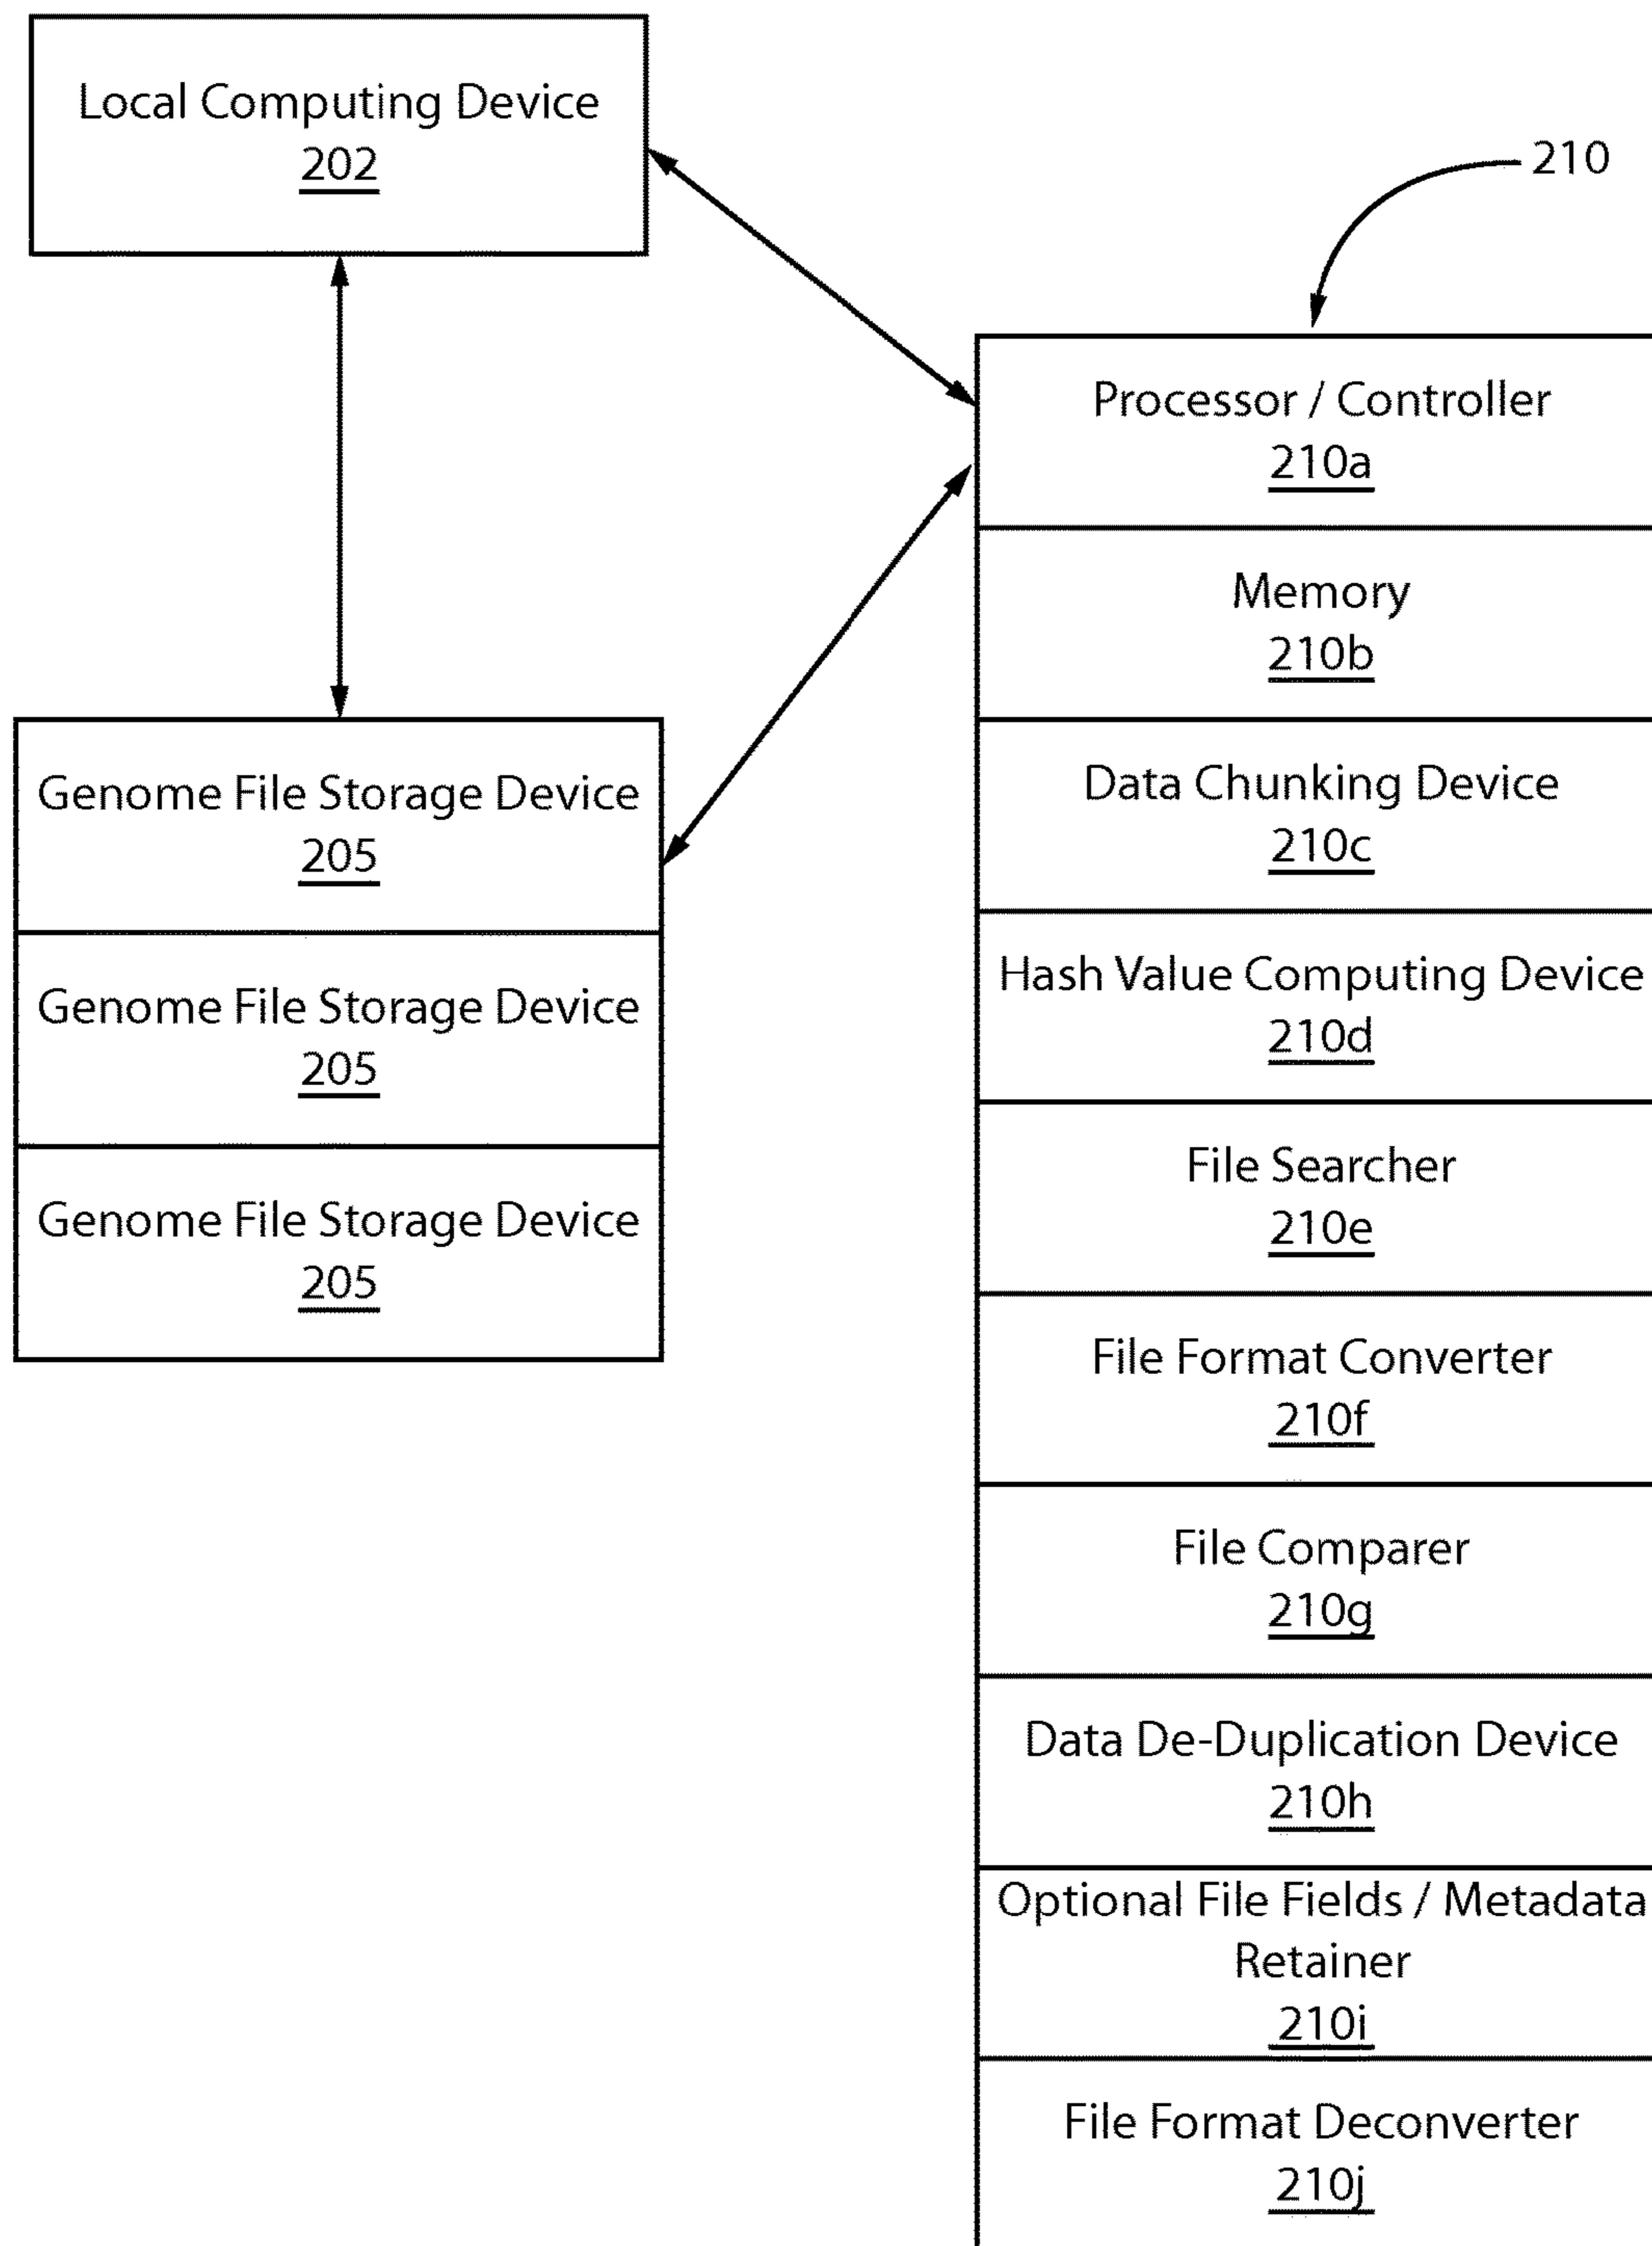 Local Computing Device
202
210
Processor / Controller
210a
Memory
210b
Data Chunking Device
210c
Hash Value Computing Device
210d
File Searcher
210e
File Format Converter
210f
File Comparer
210g
Data De-Duplication Device
210h
Optional File Fields / Metadata
Retainer
210i
File Format Deconverter
210j
Genome File Storage Device
205
Genome File Storage Device
205
Genome File Storage Device
205